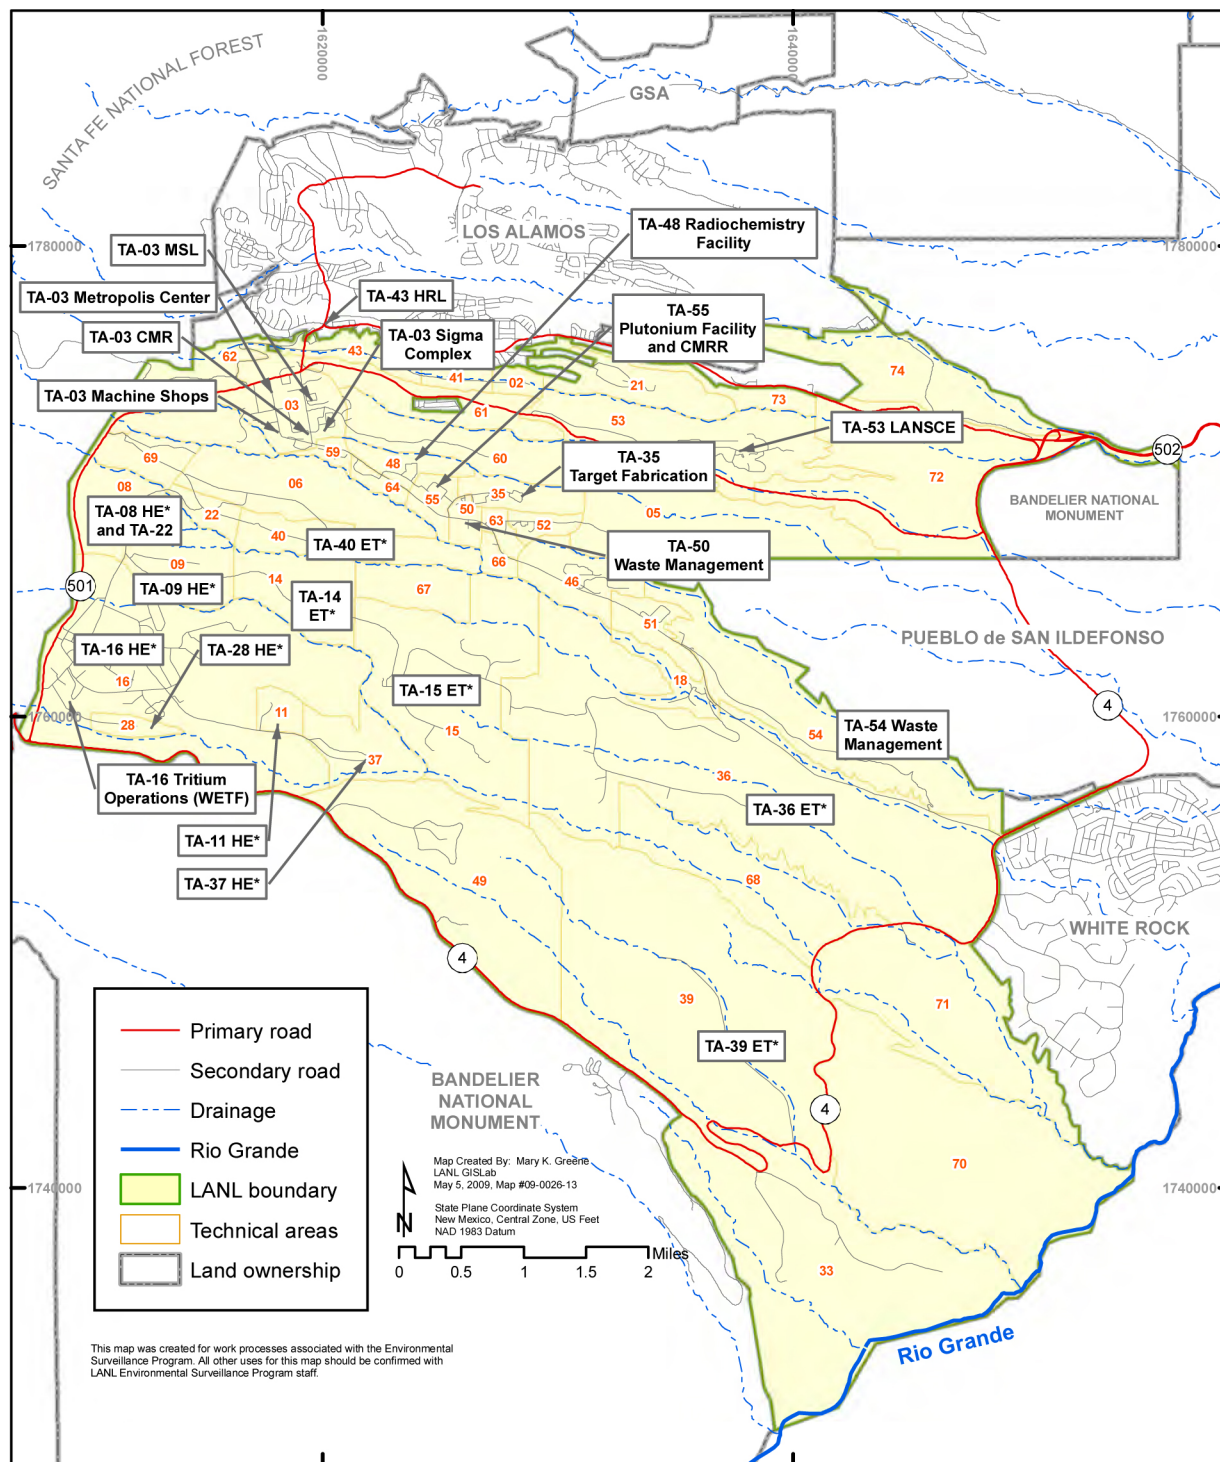 1620000
1640000
SANTA FE NATIONAL FOREST
GSA
LOS ALAMOS
TA-48 Radiochemistry
Facility
1780000
1780000
TA-03 MSL
TA-03 Metropolis Center
TA-43 HRL
TA-03 CMR
TA-03 Sigma
Complex
TA-55
Plutonium Facility
and CMRR
TA-03 Machine Shops
62
43
41
02
21
74
73
03
61
53
TA-53 LANSCE
502
59
69
48
60
TA-35
Target Fabrication
72
08
06
64
55
35
50
63
52
05
BANDELIER NATIONAL
MONUMENT
TA-08 HE*
and TA-22
22
40
TA-40 ET*
TA-50
Waste Management
66
09
14
46
501
TA-09 HE*
TA-14
ET*
67
51
PUEBLO de SAN ILDEFONSO
TA-16 HE*
TA-28 HE*
16
18
TA-15 ET*
4
1760000
1760000
28
11
15
54
TA-54 Waste
Management
37
36
TA-16 Tritium
Operations (WETF)
TA-36 ET*
TA-11 HE*
TA-37 HE*
49
68
WHITE ROCK
4
39
71
TA-39 ET*
4
BANDELIER
NATIONAL
MONUMENT
70
33
Rio Grande
1740000
1740000
Primary road
Secondary road
Drainage
Rio Grande
LANL boundary
Technical areas
Land ownership
Map Created By: Mary K. Greene
LANL GISLab
May 5, 2009, Map #09-0026-13
State Plane Coordinate System
New Mexico, Central Zone, US Feet
NAD 1983 Datum
N
Miles
0 0.5 1 1.5 2
This map was created for work processes associated with the Environmental
Surveillance Program. All other uses for this map should be confirmed with
LANL Environmental Surveillance Program staff.